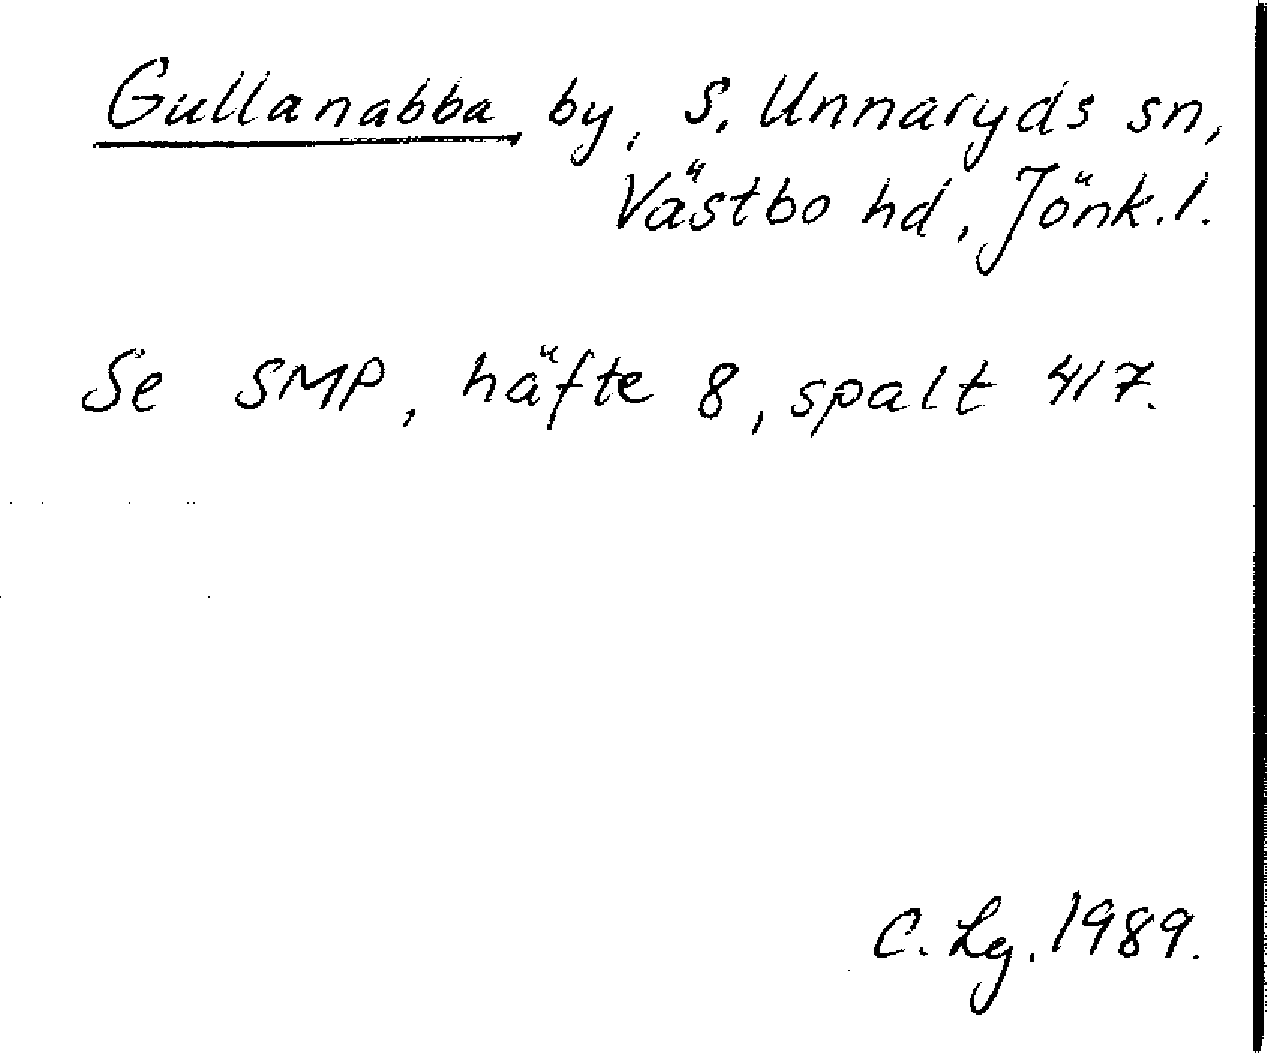 Gullanabba by, S. Unnaryds sn,
Västbo hd, Jönk.l.
Se SMP, häfte 8, spalt 417.
C. Lg. 1989.